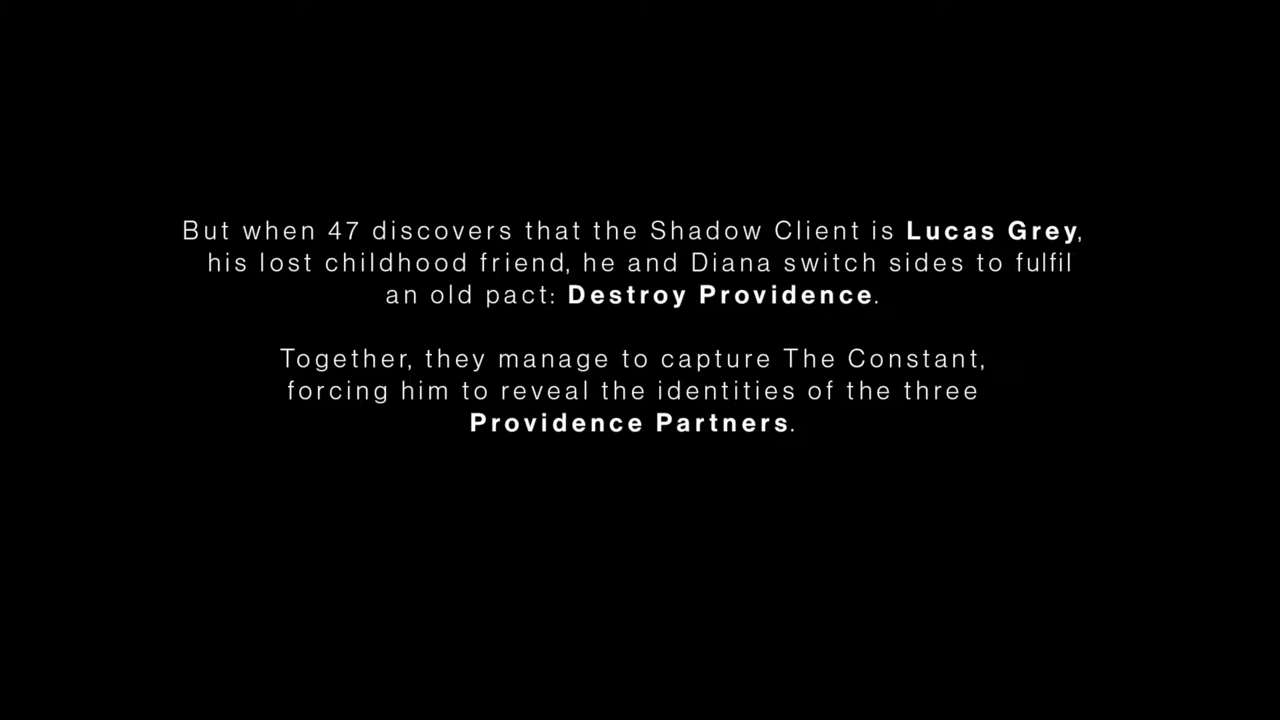 But when 47 discovers that the Shadow Client is Lucas Grey,
his lost childhood friend, he and Diana switch sides to fulfil
an old pact: Destroy Providence.
Together, they manage to capture The Constant,
forcing him to reveal the identities of the three
Providence Partners.